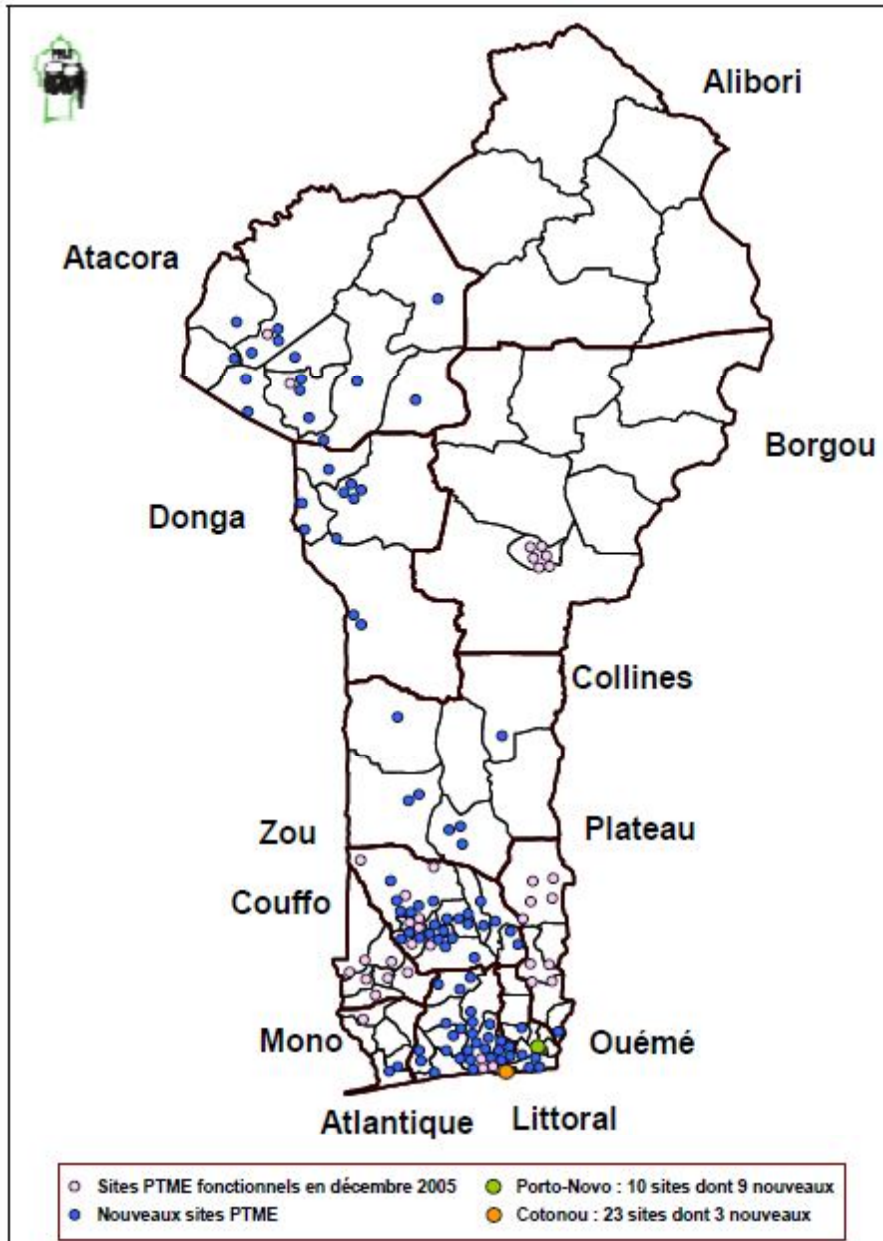 Alibori
Atacora
Borgou
Donga
Collines
Zou
Plateau
Couffo
Mono
Ouémé
Atlantique
Littoral
Sites PTME fonctionnels en décembre 2005
Nouveaux sites PTME
Porto-Novo : 10 sites dont 9 nouveaux
Cotonou : 23 sites dont 3 nouveaux